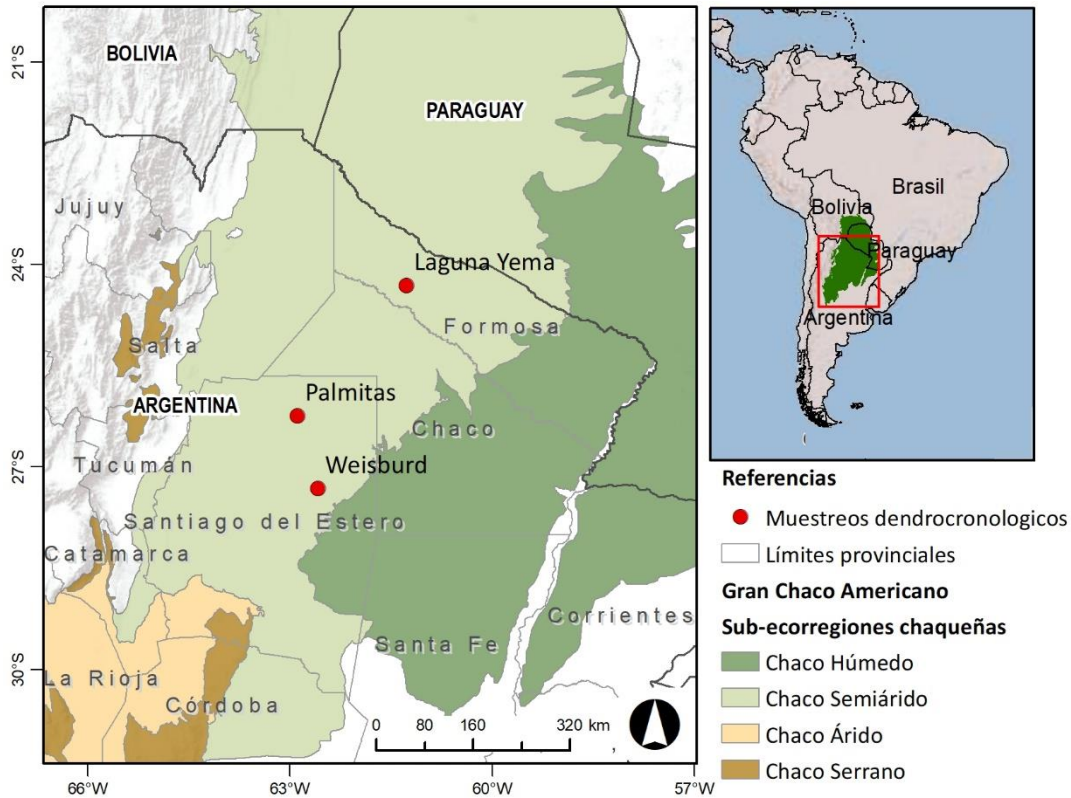 BOLIVIA
21°S
PARAGUAY
Jujuy
24°S
Laguna Yema
Formosa
Salta
Palmitas
ARGENTINA
Chaco
Tucumán
27°S
Weisburd
Santiago del Estero
Catamarca
Corrientes
Santa Fe
30°S
La Rioja
Córdoba
0 80 160 320 km
,
66°W 63°W 60°W 57°W
Brasil
Bolivia
Paraguay
Argentina
Referencias
Muestreos dendrocronologicos
Límites provinciales
Gran Chaco Americano
Sub-ecorregiones chaqueñas
Chaco Húmedo
Chaco Semiárido
Chaco Árido
Chaco Serrano